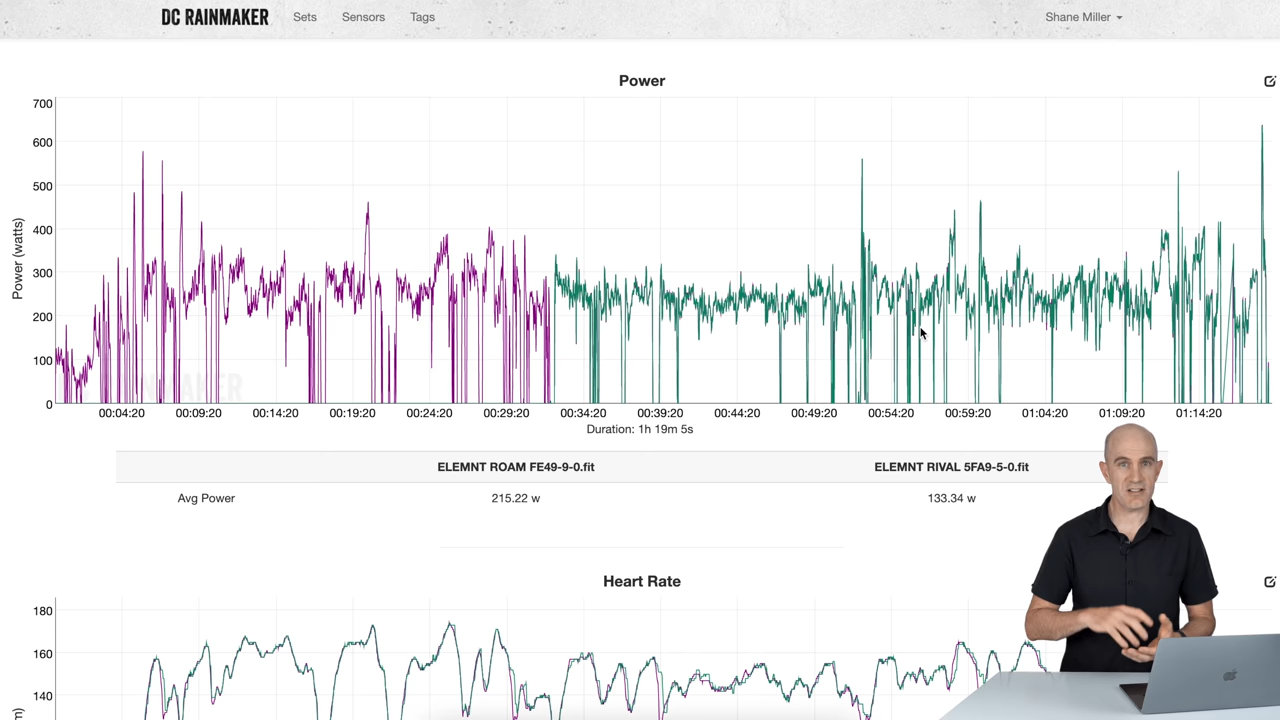 DC RAINMAKER Sets Sensors Tags Shane Miller
Power
700
600
500
400
300
200
100
0
Power (watts)
00:04:20 00:09:20 00:14:20 00:19:20 00:24:20 00:29:20 00:34:20 00:39:20 00:44:20 00:49:20 00:54:20 00:59:20 01:04:20 01:09:20 01:14:20
Duration: 1h 19m 5s
ELEMNT ROAM FE49-9-0.fit ELEMNT RIVAL 5FA9-5-0.fit
Avg Power 215.22 w 133.34 w
Heart Rate
180
160
140